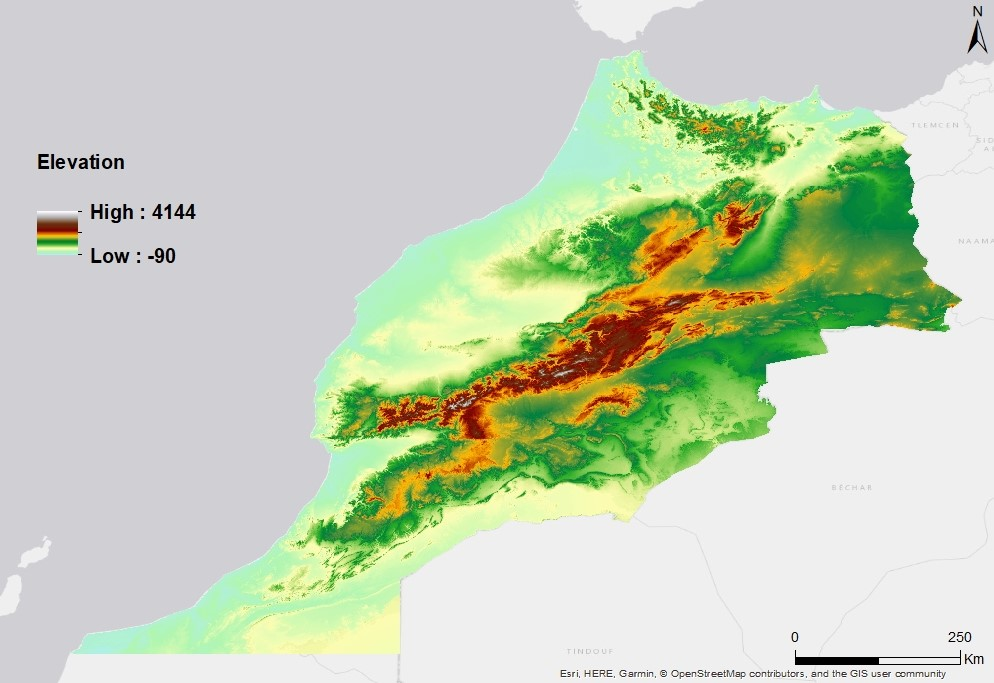 N
TLEMCEN
Elevation
High : 4144
NAAMA
Low : -90
BÉCHAR
0 250
Km
TINDOUF
Esri, HERE, Garmin, © OpenStreetMap contributors, and the GIS user community